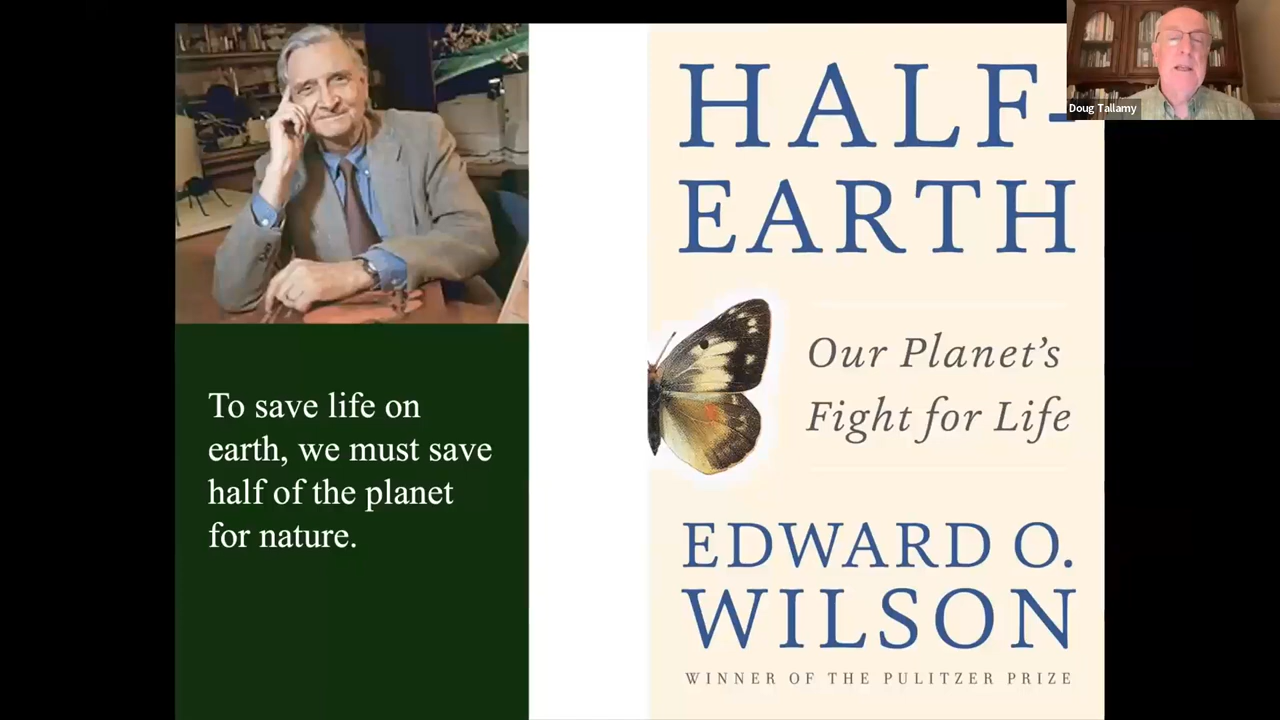 To save life on
earth, we must save
half of the planet
for nature.
HALF-
EARTH
Our Planet's
Fight for Life
EDWARD O.
WILSON
WINNER OF THE PULITZER PRIZE
Doug Tallamy